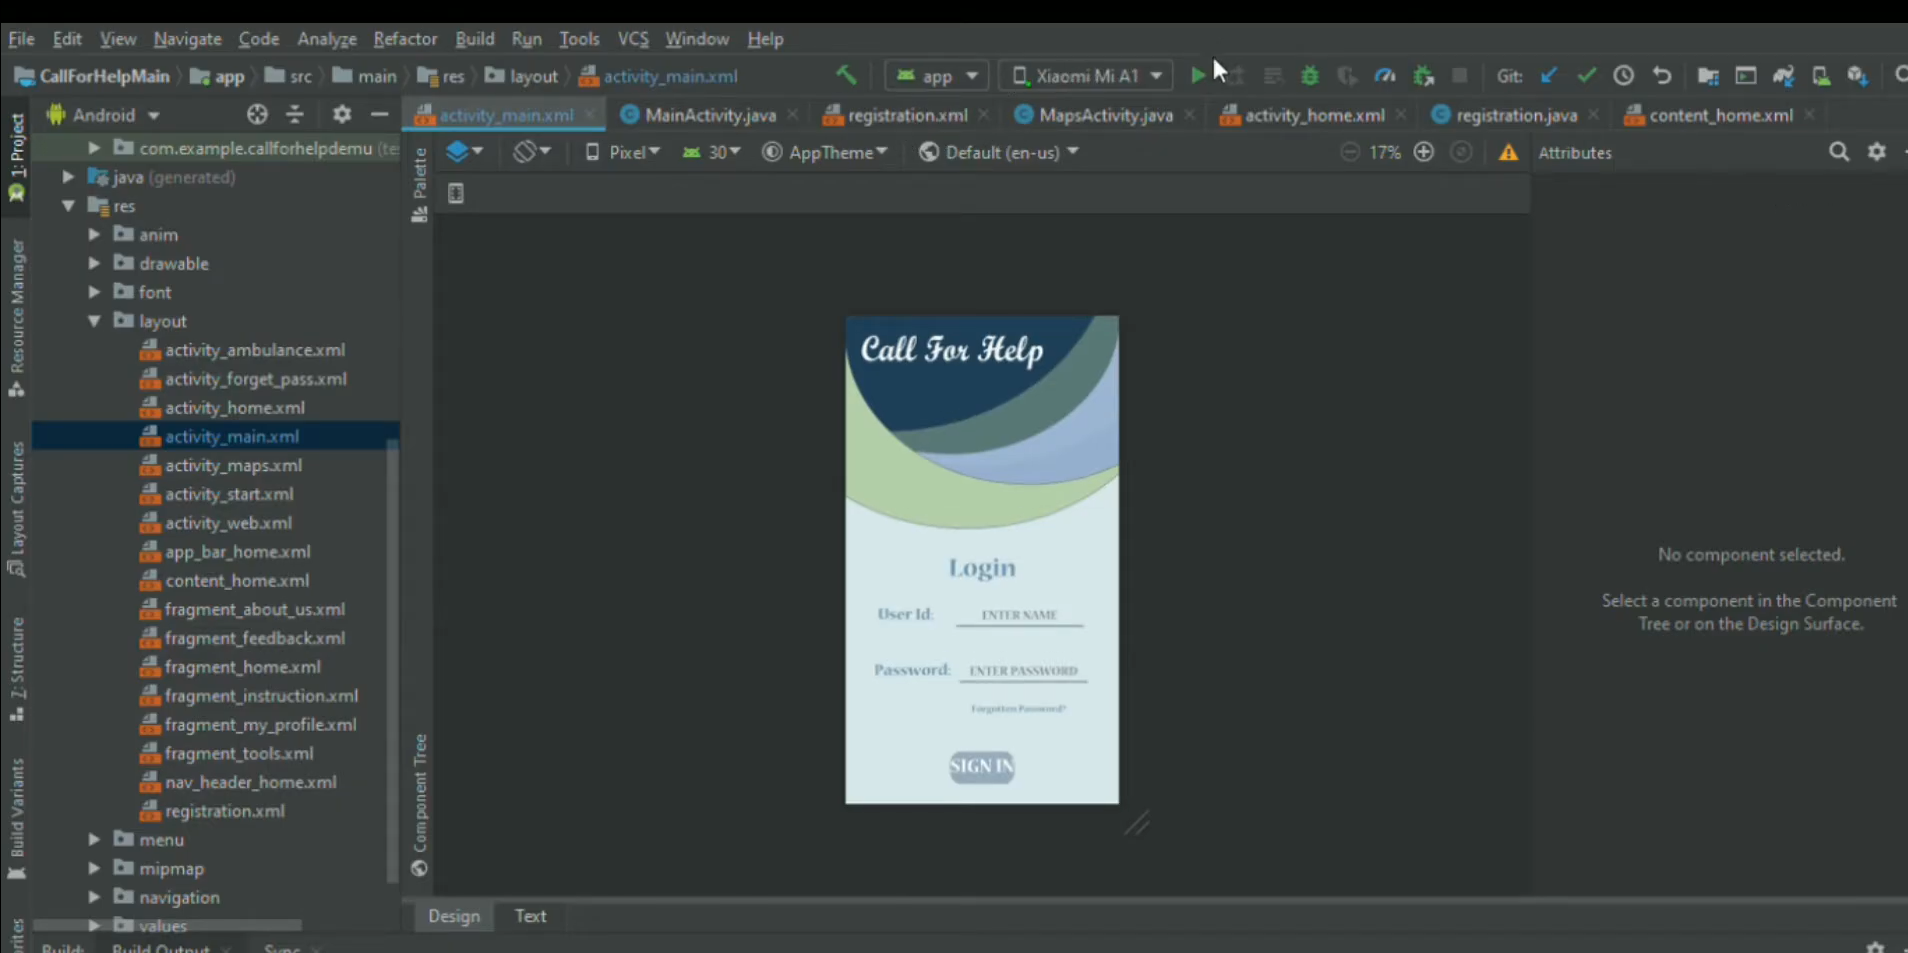 File Edit View Navigate Code Analyze Refactor Build Run Tools VCS Window Help
CallForHelpMain app src main res layout activity_main.xml app Xiaomi Mi A1 Git:
Android activity_main.xml MainActivity.java registration.xml MapsActivity.java activity_home.xml registration.java content_home.xml
1: Project
Resource Manager
Layout Captures
Z: Structure
Build Variants
com.example.callforhelpdemu (te
java (generated)
res
anim
drawable
font
layout
activity_ambulance.xml
activity_forget_pass.xml
activity_home.xml
activity_main.xml
activity_maps.xml
activity_start.xml
activity_web.xml
app_bar_home.xml
content_home.xml
fragment_about_us.xml
fragment_feedback.xml
fragment_home.xml
fragment_instruction.xml
fragment_my_profile.xml
fragment_tools.xml
nav_header_home.xml
registration.xml
menu
mipmap
navigation
values
Palette
Component Tree
Pixel 30 AppTheme Default (en-us) 17% Attributes
Call For Help
Login
User Id: ENTER NAME
Password: ENTER PASSWORD
Forgotten Password?
SIGN IN
No component selected.
Select a component in the Component
Tree or on the Design Surface.
Design Text
Build: Build Output Sync